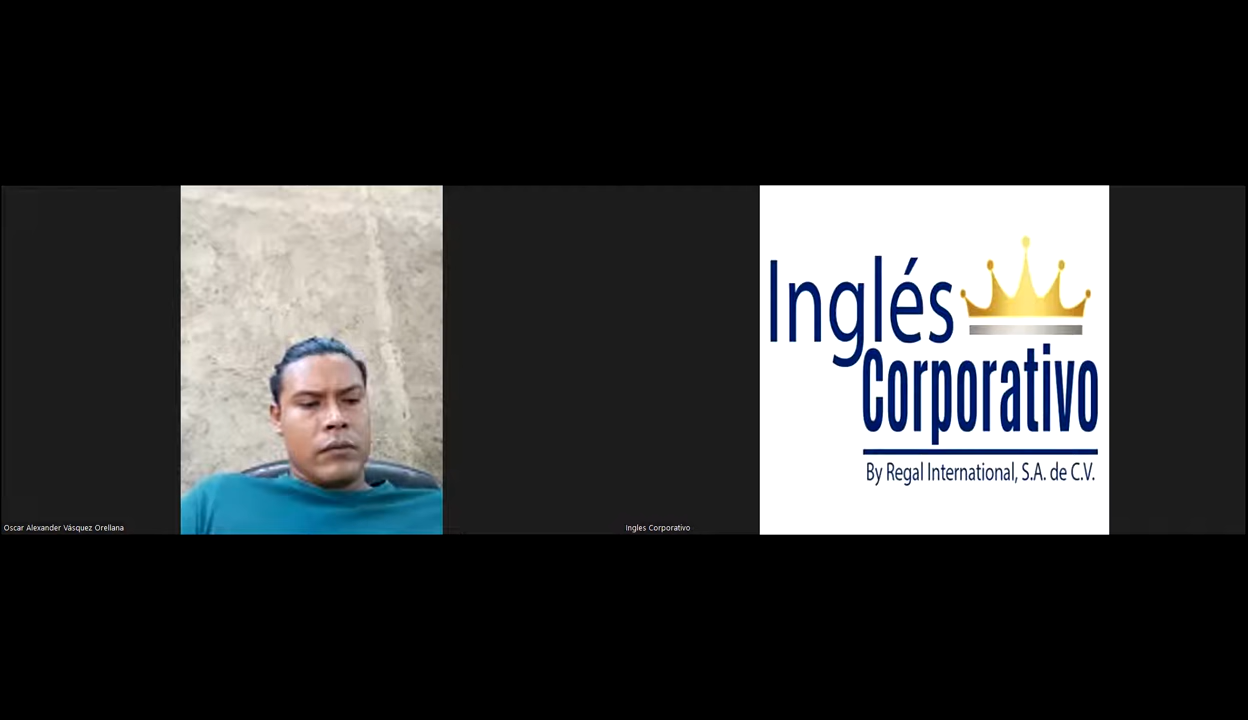 Inglés
Corporativo
By Regal International, S.A. de C.V.
Oscar Alexander Vásquez Orellana
Ingles Corporativo